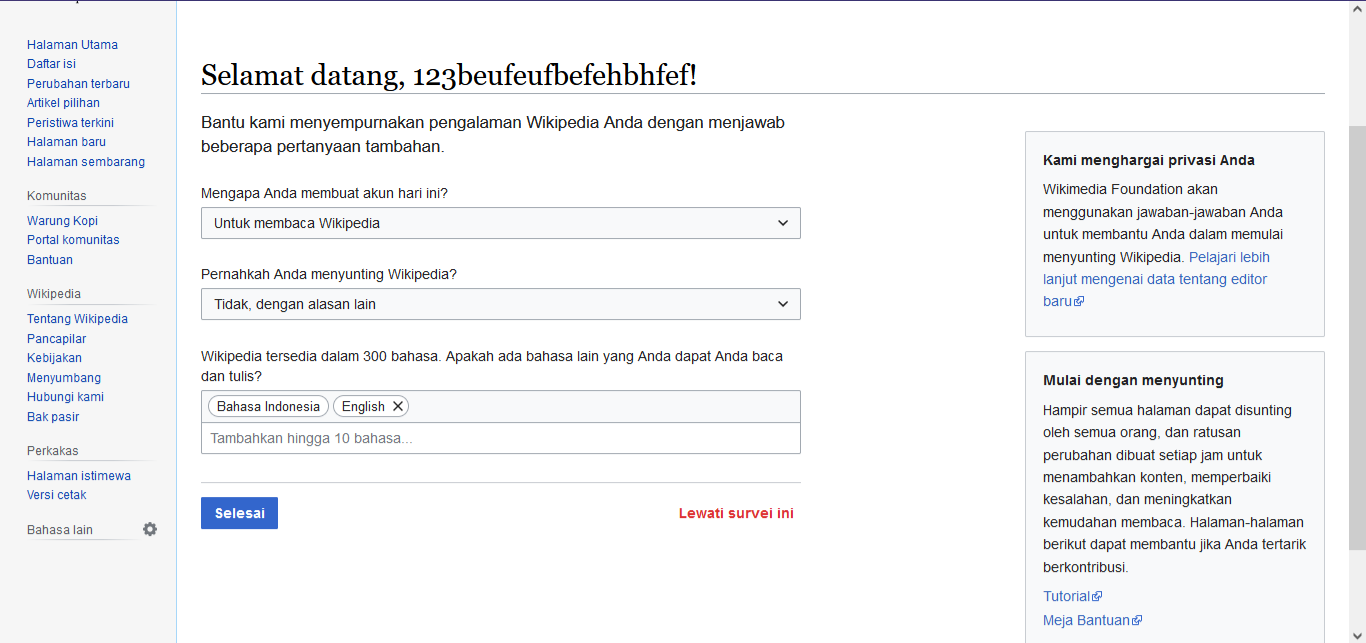 Halaman Utama
Daftar isi
Perubahan terbaru
Artikel pilihan
Peristiwa terkini
Halaman baru
Halaman sembarang
Komunitas
Warung Kopi
Portal komunitas
Bantuan
Wikipedia
Tentang Wikipedia
Pancapilar
Kebijakan
Menyumbang
Hubungi kami
Bak pasir
Perkakas
Halaman istimewa
Versi cetak
Bahasa lain
Selamat datang, 123beufeufbefehbhfef!
Bantu kami menyempurnakan pengalaman Wikipedia Anda dengan menjawab
beberapa pertanyaan tambahan.
Mengapa Anda membuat akun hari ini?
Untuk membaca Wikipedia
Pernahkah Anda menyunting Wikipedia?
Tidak, dengan alasan lain
Wikipedia tersedia dalam 300 bahasa. Apakah ada bahasa lain yang Anda dapat Anda baca
dan tulis?
Bahasa Indonesia English
Tambahkan hingga 10 bahasa...
Selesai
Lewati survei ini
Kami menghargai privasi Anda
Wikimedia Foundation akan
menggunakan jawaban-jawaban Anda
untuk membantu Anda dalam memulai
menyunting Wikipedia. Pelajari lebih
lanjut mengenai data tentang editor
baru
Mulai dengan menyunting
Hampir semua halaman dapat disunting
oleh semua orang, dan ratusan
perubahan dibuat setiap jam untuk
menambahkan konten, memperbaiki
kesalahan, dan meningkatkan
kemudahan membaca. Halaman-halaman
berikut dapat membantu jika Anda tertarik
berkontribusi.
Tutorial
Meja Bantuan